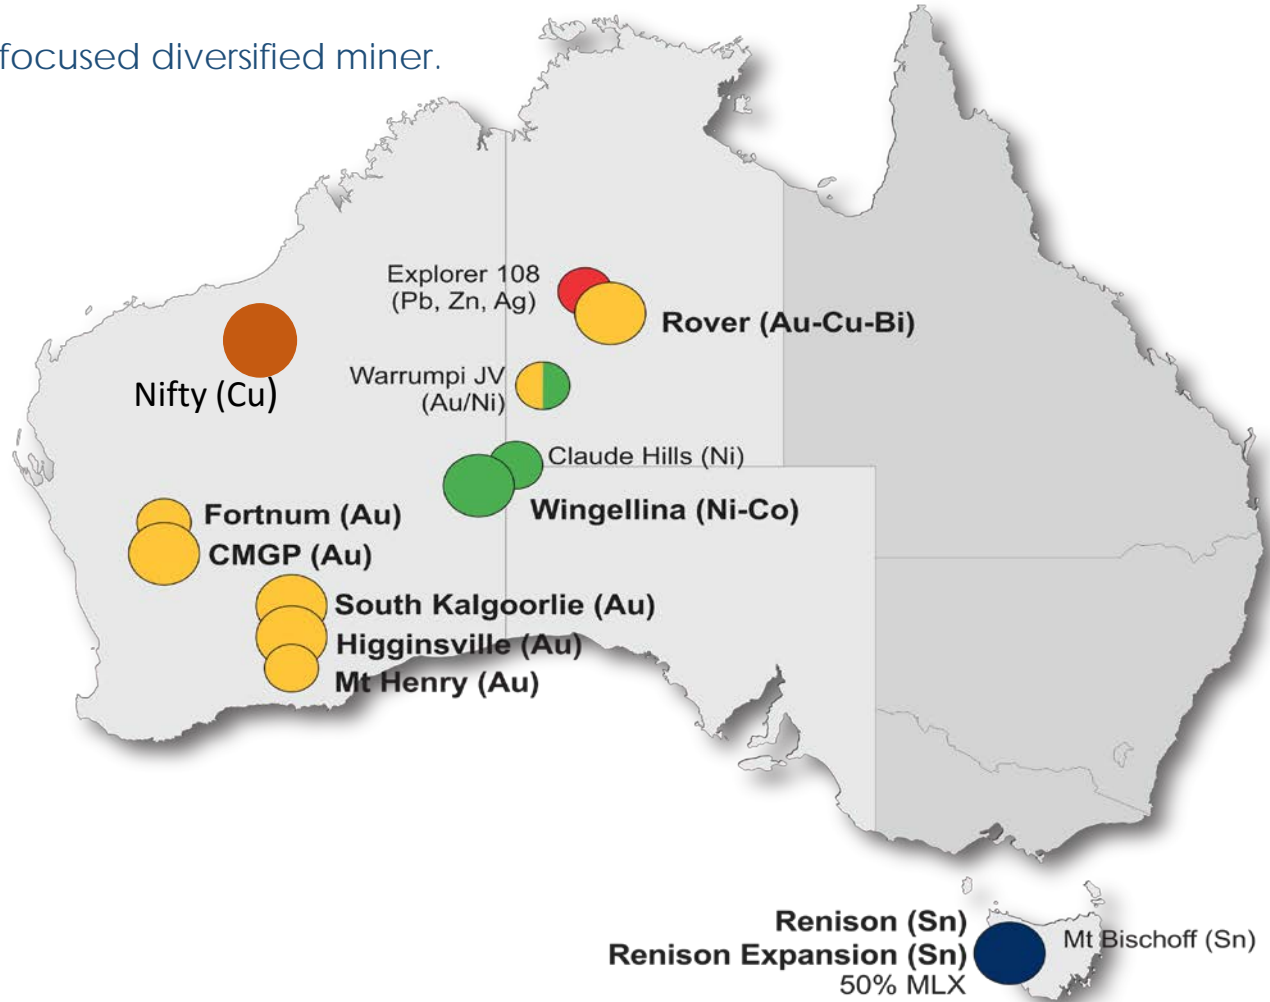 focused diversified miner.
Explorer 108
(Pb, Zn, Ag)
Rover (Au-Cu-Bi)
Nifty (Cu)
Warrumpi JV
(Au/Ni)
Claude Hills (Ni)
Wingellina (Ni-Co)
Fortnum (Au)
CMGP (Au)
South Kalgoorlie (Au)
Higginsville (Au)
Mt Henry (Au)
Renison (Sn)
Renison Expansion (Sn)
50% MLX
Mt Bischoff (Sn)